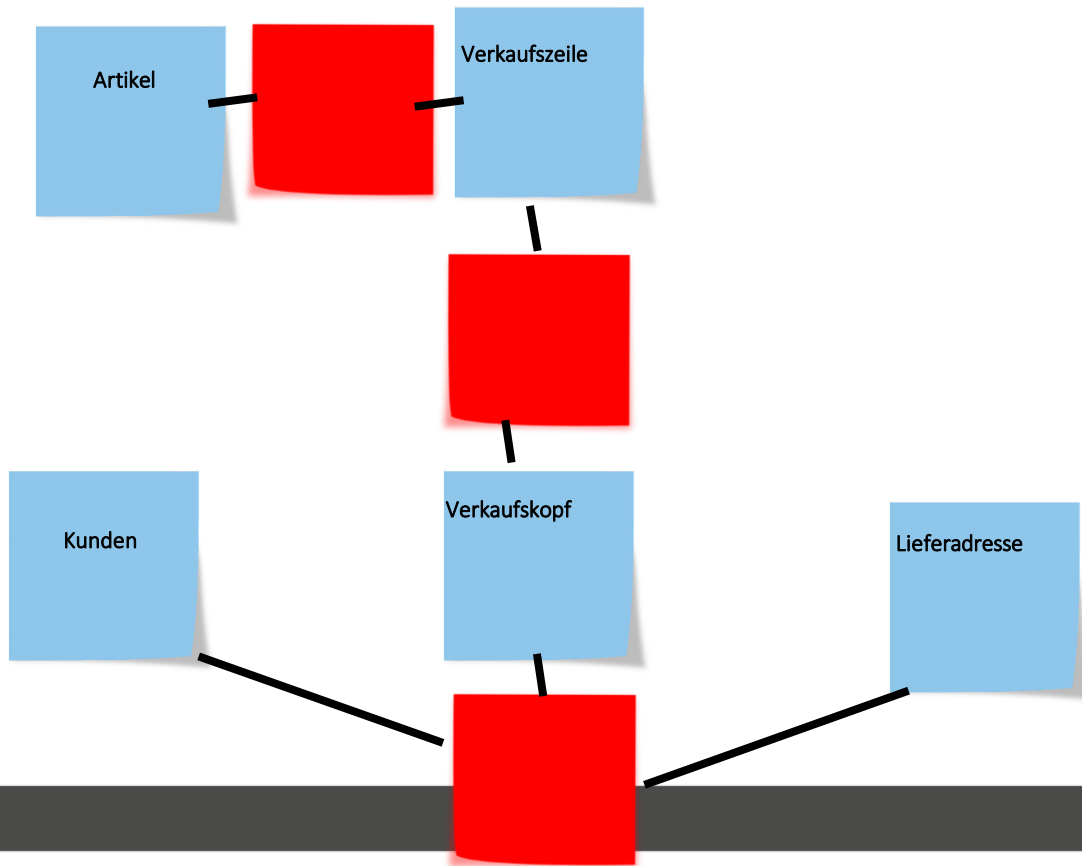 Artikel
Verkaufszeile
Kunden
Verkaufskopf
Lieferadresse